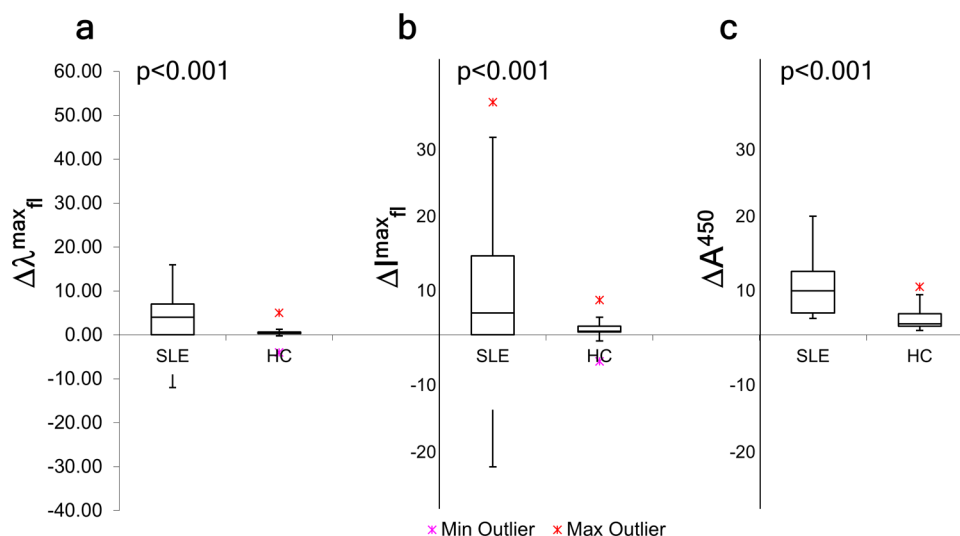 a
p<0.001
60.00
50.00
40.00
30.00
20.00
10.00
0.00
-10.00
-20.00
-30.00
-40.00
Δλmaxfl
SLE
HC
b
p<0.001
30
20
10
-10
-20
ΔImaxfl
SLE
HC
c
p<0.001
30
20
10
-10
-20
ΔA450
SLE
HC
Min Outlier Max Outlier